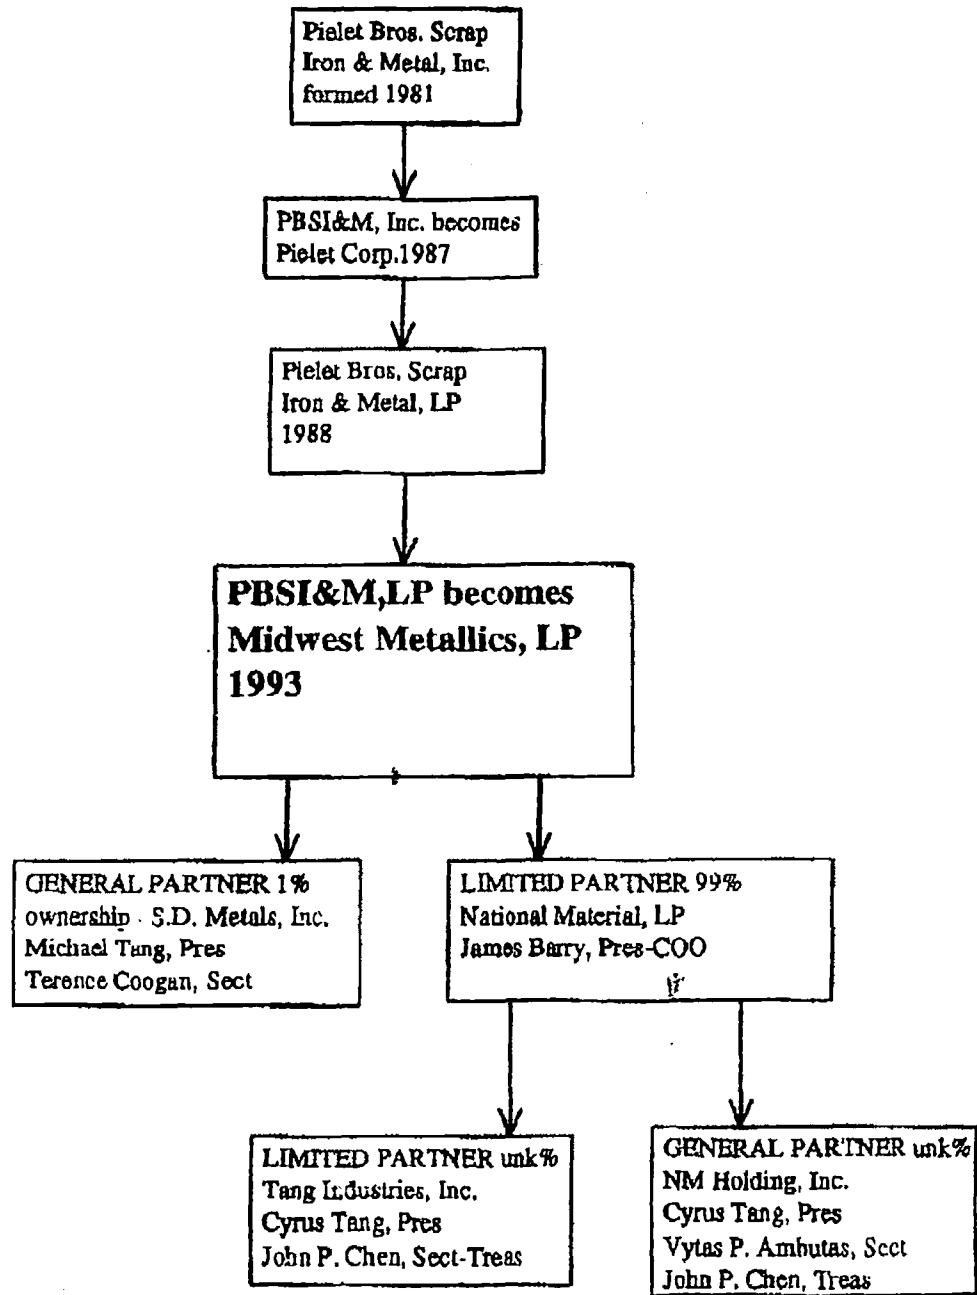 Pielet Bros. Scrap
Iron & Metal, Inc.
formed 1981
PBSI&M, Inc. becomes
Pielet Corp.1987
Pielet Bros. Scrap
Iron & Metal, LP
1988
PBSI&M,LP becomes
Midwest Metallics, LP
1993
GENERAL PARTNER 1%
ownership - S.D. Metals, Inc.
Michael Tang, Pres
Terence Coogan, Sect
LIMITED PARTNER 99%
National Material, LP
James Barry, Pres-COO
LIMITED PARTNER unk%
Tang Industries, Inc.
Cyrus Tang, Pres
John P. Chen, Sect-Treas
GENERAL PARTNER unk%
NM Holding, Inc.
Cyrus Tang, Pres
Vytas P. Ambutas, Sect
John P. Chen, Treas